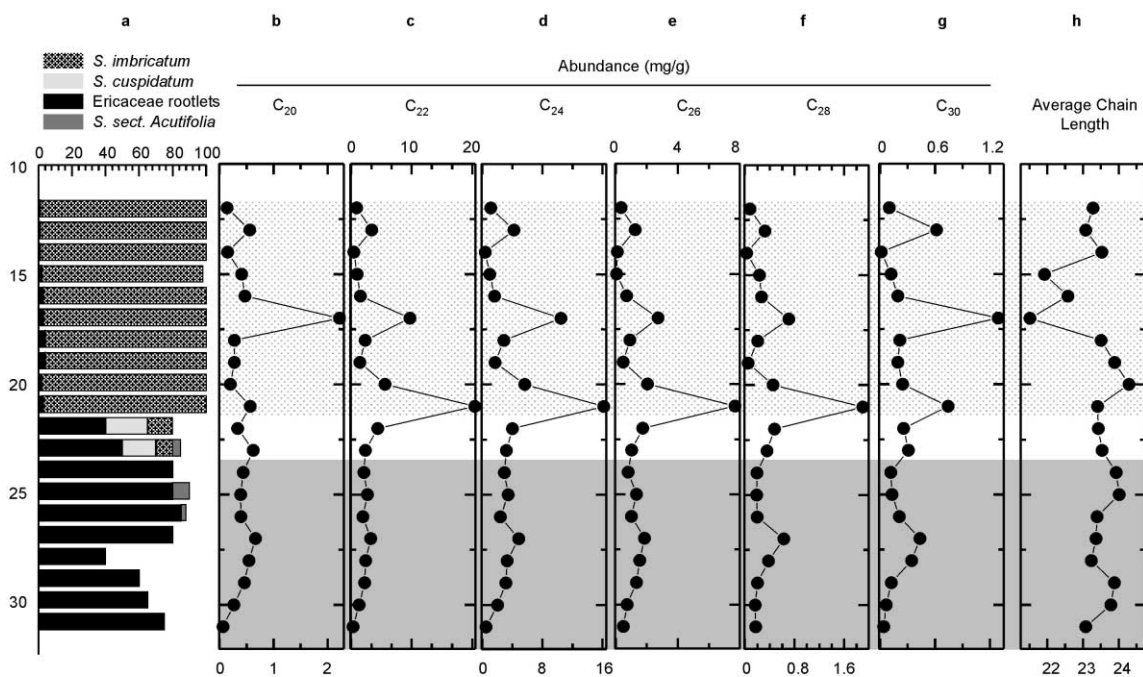 a b c d e f g h
S. imbricatum
S. cuspidatum
Ericaceae rootlets
S. sect. Acutifolia
Abundance (mg/g)
C20 C22 C24 C26 C28 C30 Average Chain
Length
0 20 40 60 80 100 0 10 20 0 4 8 0 0.6 1.2
10
15
20
25
30
0 1 2 0 8 16 0 0.8 1.6 22 23 24